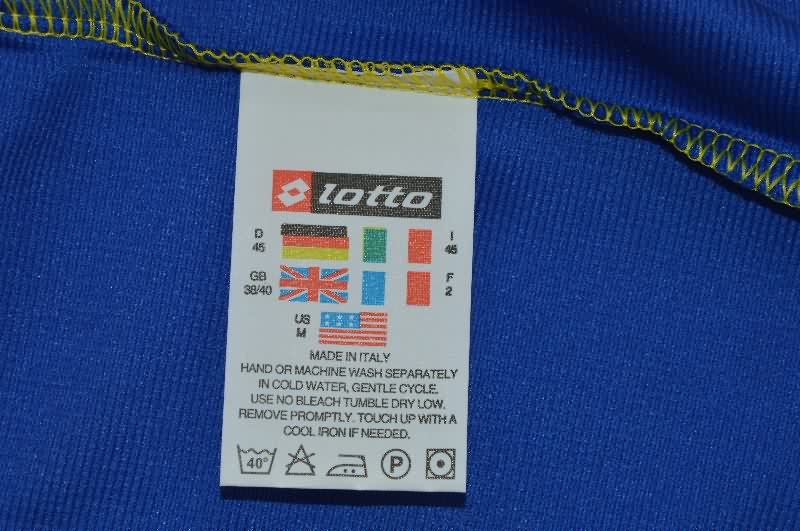 lotto
D
45
I
46
GB
38/40
F
2
US
M
MADE IN ITALY
HAND OR MACHINE WASH SEPARATELY
IN COLD WATER, GENTLE CYCLE.
USE NO BLEACH TUMBLE DRY LOW.
REMOVE PROMPTLY. TOUCH UP WITH A
COOL IRON IF NEEDED.
40° P